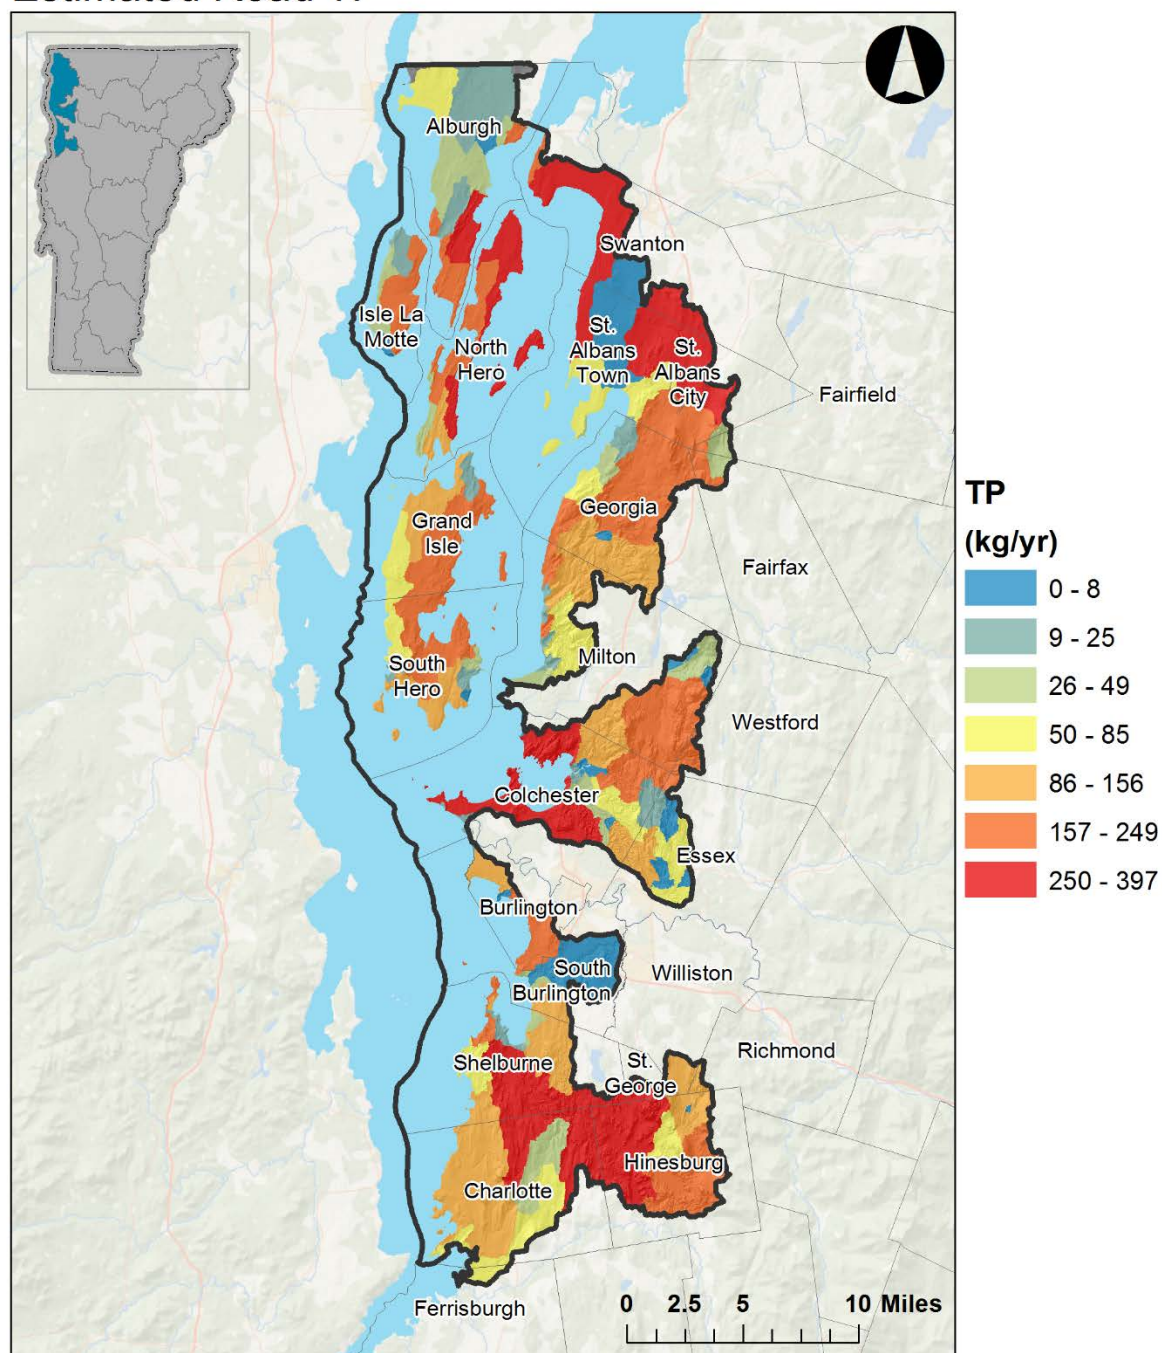 Alburgh
Swanton
Isle La
Motte
North
Hero
St.
Albans
Town
St.
Albans
City
Fairfield
Grand
Isle
Georgia
Fairfax
South
Hero
Milton
Westford
Colchester
Essex
Burlington
South
Burlington
Williston
Shelburne
St.
George
Richmond
Hinesburg
Charlotte
Ferrisburgh
0 2.5 5 10 Miles
TP
(kg/yr)
0 - 8
9 - 25
26 - 49
50 - 85
86 - 156
157 - 249
250 - 397